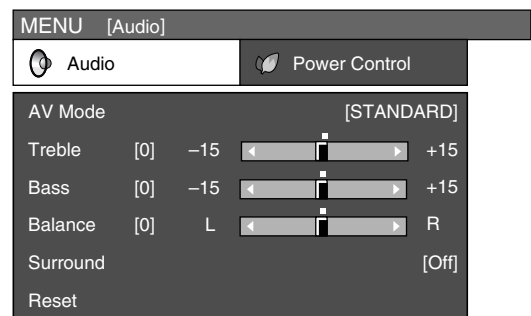 MENU [Audio]
Audio Power Control
AV Mode [STANDARD]
Treble [0] –15 +15
Bass [0] –15 +15
Balance [0] L R
Surround [Off]
Reset